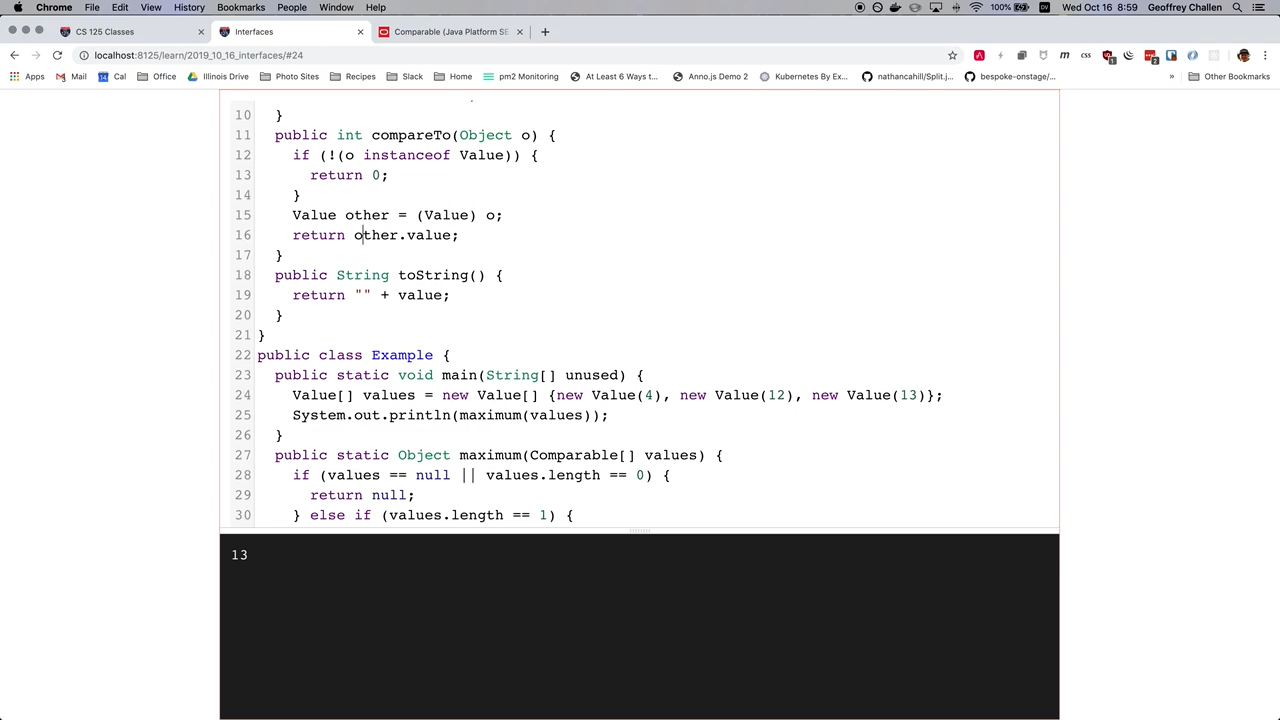 Chrome File Edit View History Bookmarks People Window Help 100% Wed Oct 16 8:59 Geoffrey Challen
CS 125 Classes × Interfaces × Comparable (Java Platform SE × +
localhost:8125/learn/2019_10_16_interfaces/#24
Apps Mail Cal Office Illinois Drive Photo Sites Recipes Slack Home pm2 Monitoring At Least 6 Ways t... Anno.js Demo 2 Kubernetes By Ex... nathancahill/Split.j... bespoke-onstage/... » Other Bookmarks
10 }
11 public int compareTo(Object o) {
12 if (!(o instanceof Value)) {
13 return 0;
14 }
15 Value other = (Value) o;
16 return other.value;
17 }
18 public String toString() {
19 return "" + value;
20 }
21 }
22 public class Example {
23 public static void main(String[] unused) {
24 Value[] values = new Value[] {new Value(4), new Value(12), new Value(13)};
25 System.out.println(maximum(values));
26 }
27 public static Object maximum(Comparable[] values) {
28 if (values == null || values.length == 0) {
29 return null;
30 } else if (values.length == 1) {
13